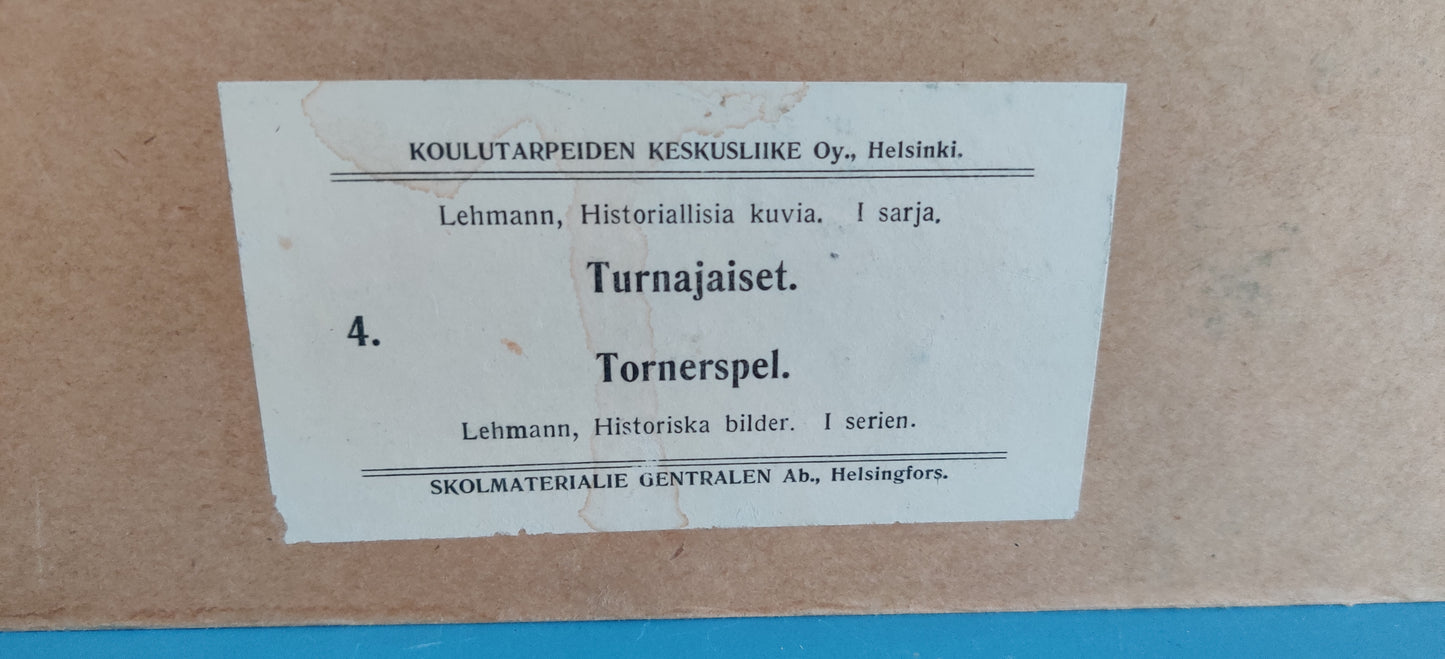 KOULUTARPEIDEN KESKUSLIIKE Oy., Helsinki.
Lehmann, Historiallisia kuvia. I sarja.
Turnajaiset.
4.
Tornerspel.
Lehmann, Historiska bilder. I serien.
SKOLMATERIALIE GENTRALEN Ab., Helsingfors.